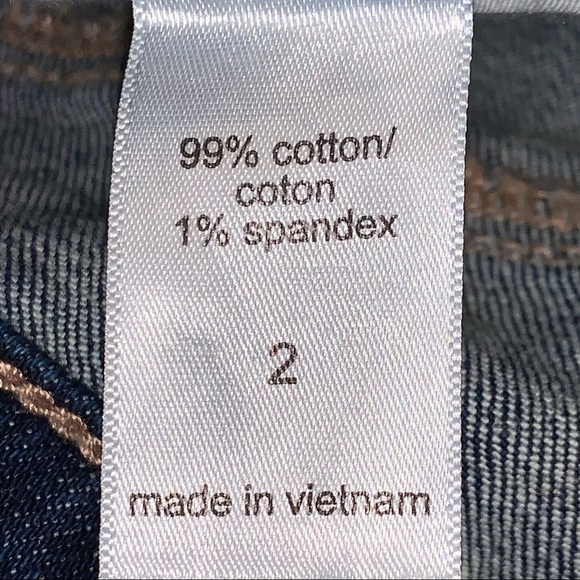 99% cotton/
coton
1% spandex
2
made in vietnam